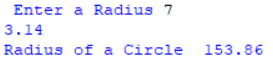 Enter a Radius 7
3.14
Radius of a Circle  153.86